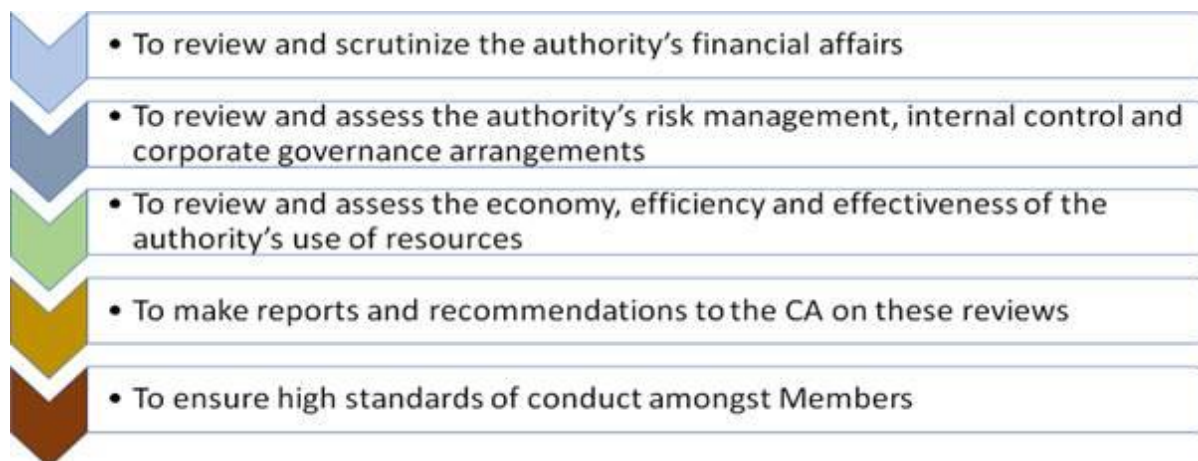 • To review and scrutinize the authority’s financial affairs
• To review and assess the authority’s risk management, internal control and
corporate governance arrangements
• To review and assess the economy, efficiency and effectiveness of the
authority’s use of resources
• To make reports and recommendations to the CA on these reviews
• To ensure high standards of conduct amongst Members